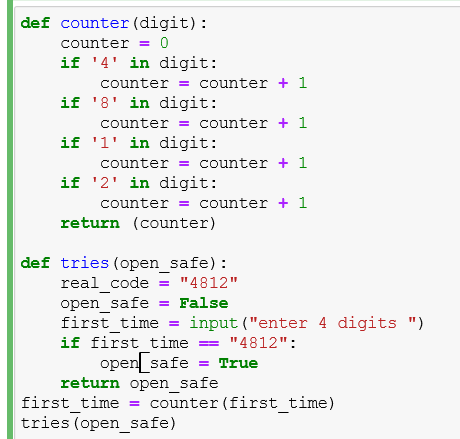 def counter(digit):
    counter = 0
    if '4' in digit:
        counter = counter + 1
    if '8' in digit:
        counter = counter + 1
    if '1' in digit:
        counter = counter + 1
    if '2' in digit:
        counter = counter + 1
    return (counter)

def tries(open_safe):
    real_code = "4812"
    open_safe = False
    first_time = input("enter 4 digits ")
    if first_time == "4812":
        open_safe = True
    return open_safe
first_time = counter(first_time)
tries(open_safe)